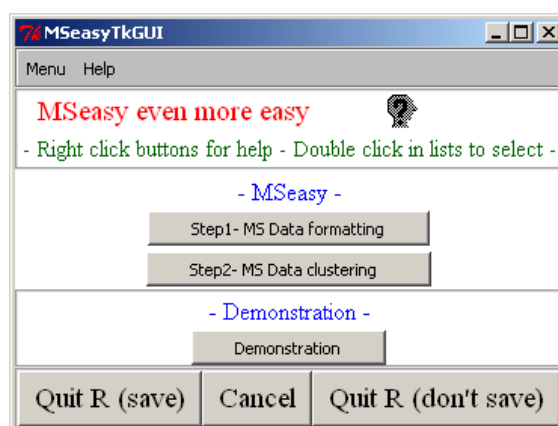 MSeasyTkGUI
Menu Help
MSeasy even more easy
- Right click buttons for help - Double click in lists to select -
- MSeasy -
Step1- MS Data formatting
Step2- MS Data clustering
- Demonstration -
Demonstration
Quit R (save) Cancel Quit R (don't save)